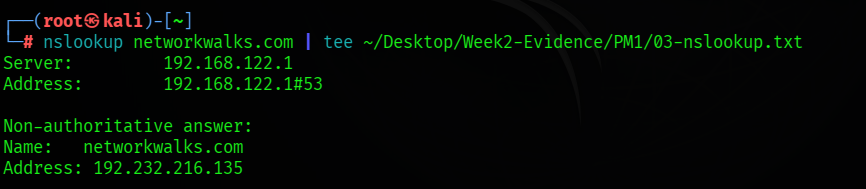 ┌──(root㉿kali)-[~]
└─# nslookup networkwalks.com | tee ~/Desktop/Week2-Evidence/PM1/03-nslookup.txt
Server:         192.168.122.1
Address:        192.168.122.1#53

Non-authoritative answer:
Name:   networkwalks.com
Address: 192.232.216.135